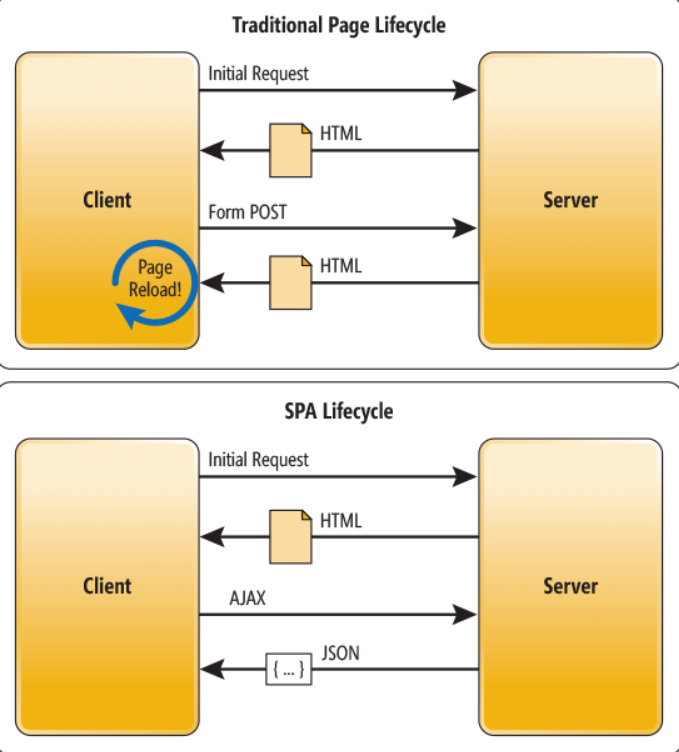 Traditional Page Lifecycle
Initial Request
HTML
Client
Server
Form POST
HTML
Page
Reload!
SPA Lifecycle
Initial Request
HTML
Client
Server
AJAX
JSON
{ ... }